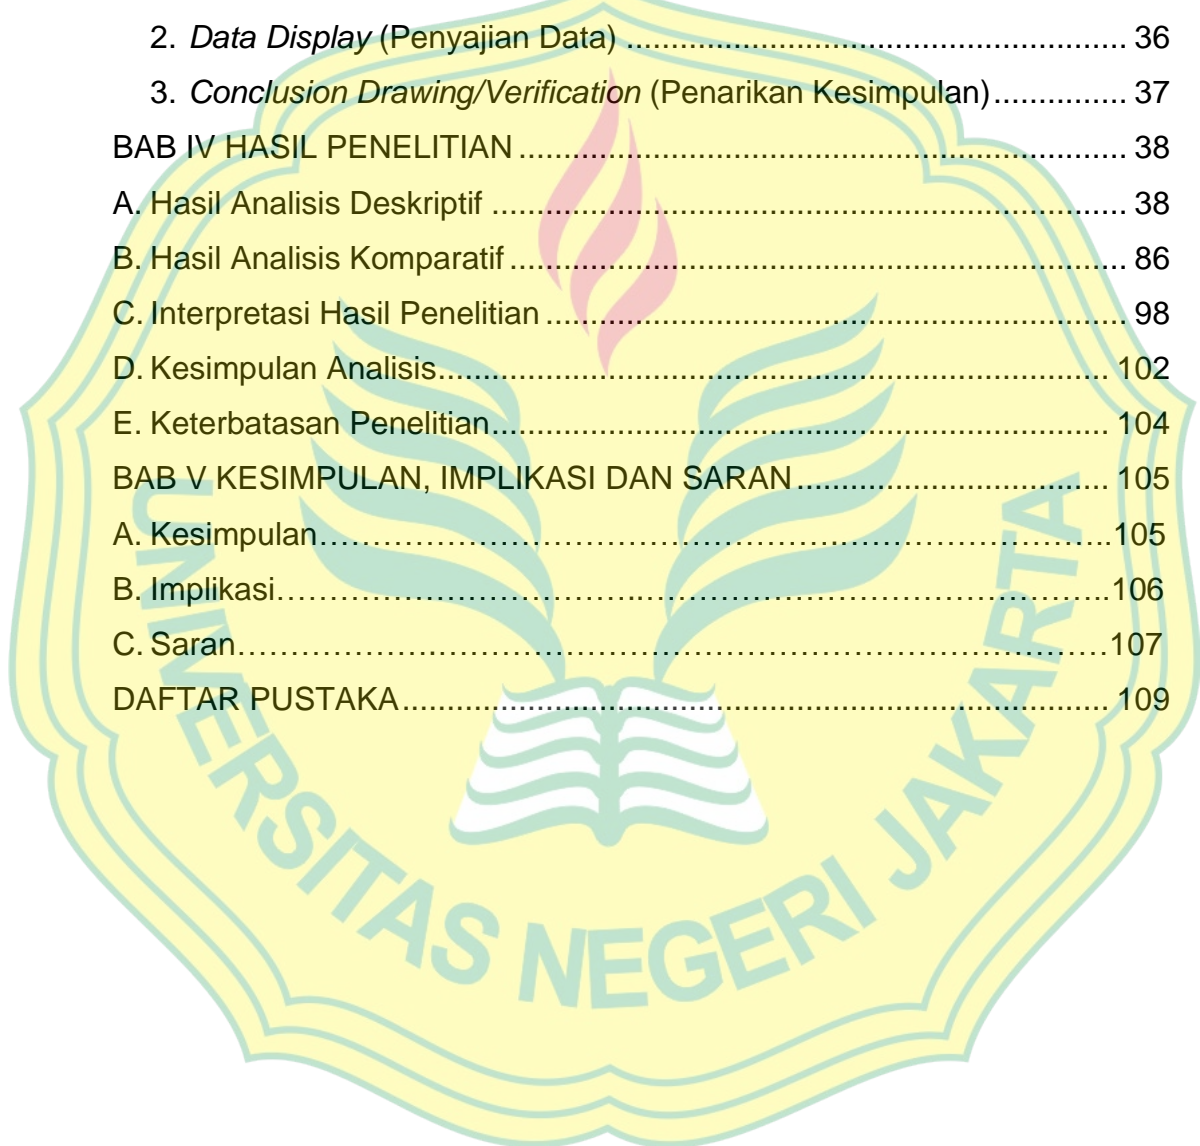 2. Data Display (Penyajian Data) ........................................................... 36
3. Conclusion Drawing/Verification (Penarikan Kesimpulan)............... 37
BAB IV HASIL PENELITIAN ....................................................................... 38
A. Hasil Analisis Deskriptif .......................................................................... 38
B. Hasil Analisis Komparatif ........................................................................ 86
C. Interpretasi Hasil Penelitian .................................................................... 98
D. Kesimpulan Analisis.............................................................................. 102
E. Keterbatasan Penelitian........................................................................ 104
BAB V KESIMPULAN, IMPLIKASI DAN SARAN ..................................... 105
A. Kesimpulan……………………………………………..…………………….105
B. Implikasi………………………………..…………………………………..106
C. Saran……………………………………………………………………………107
DAFTAR PUSTAKA ................................................................................... 109
UNIVERSITAS NEGERI JAKARTA